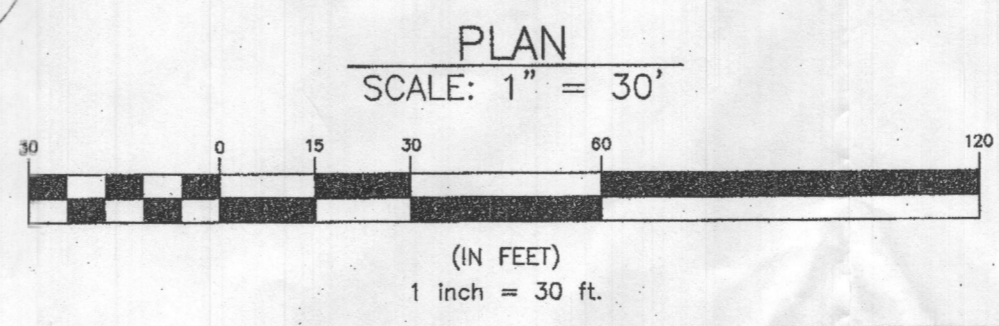 PLAN
SCALE: 1" = 30'
30 0 15 30 60 120
(IN FEET)
1 inch = 30 ft.